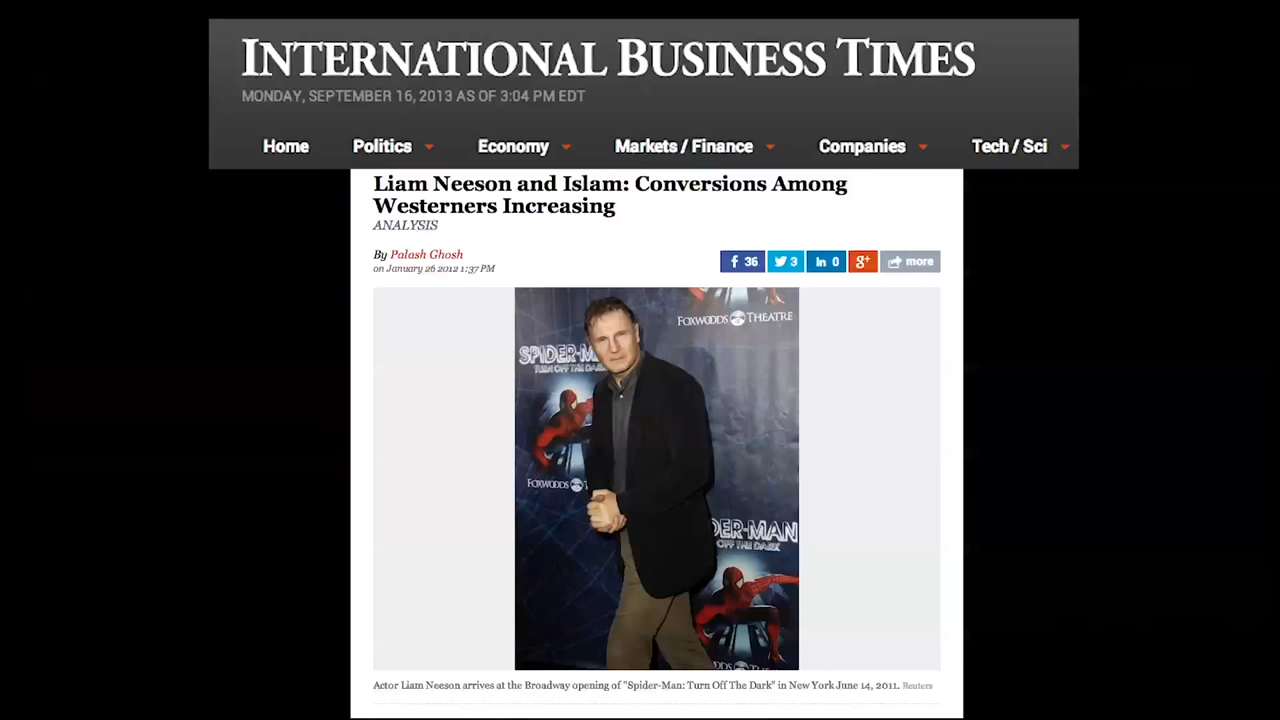 INTERNATIONAL BUSINESS TIMES
MONDAY, SEPTEMBER 16, 2013 AS OF 3:04 PM EDT
Home Politics Economy Markets / Finance Companies Tech / Sci
Liam Neeson and Islam: Conversions Among
Westerners Increasing
ANALYSIS
By Palash Ghosh
on January 26 2012 1:37 PM
f 36 3 in 0 g+ more
FOXWOODS THEATRE
SPIDER-M
TURN OFF THE DA
FOXWOODS T
DER-MAN
OFF THE DARK
FOXWOODS
Actor Liam Neeson arrives at the Broadway opening of "Spider-Man: Turn Off The Dark" in New York June 14, 2011. Reuters